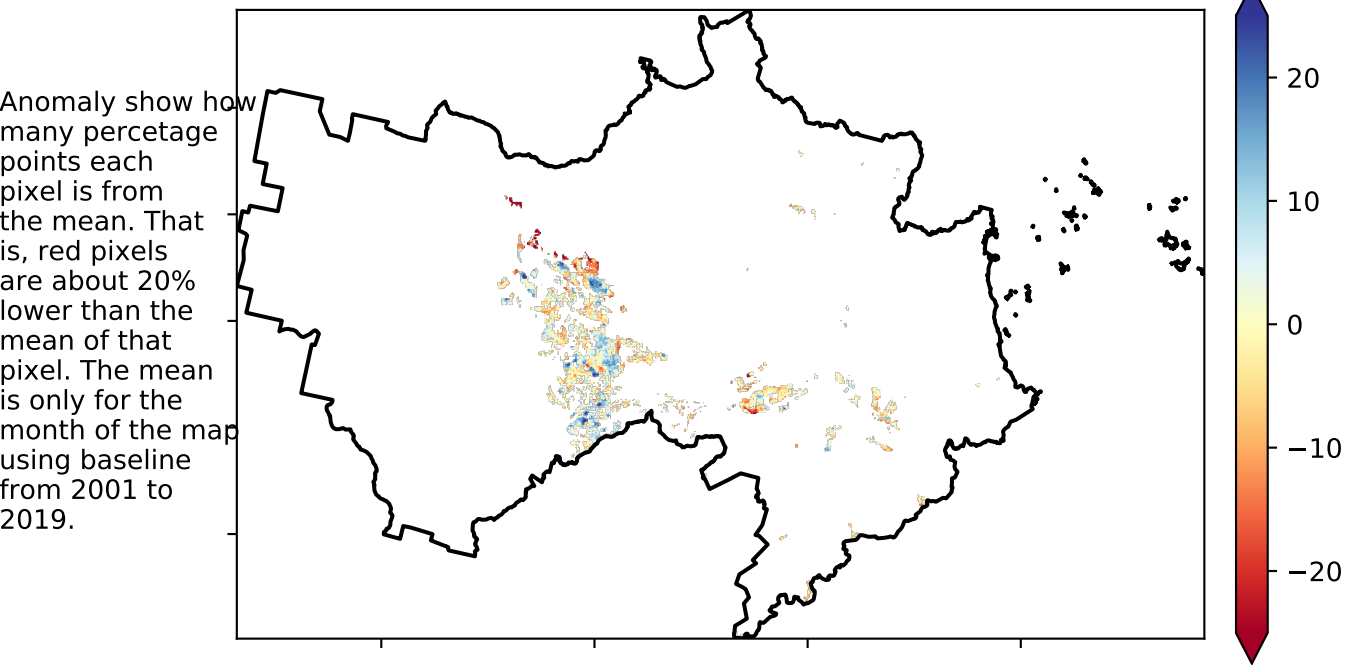 Anomaly show how
many percetage
points each
pixel is from
the mean. That
is, red pixels
are about 20%
lower than the
mean of that
pixel. The mean
is only for the
month of the map
using baseline
from 2001 to
2019.
20
10
0
−10
−20